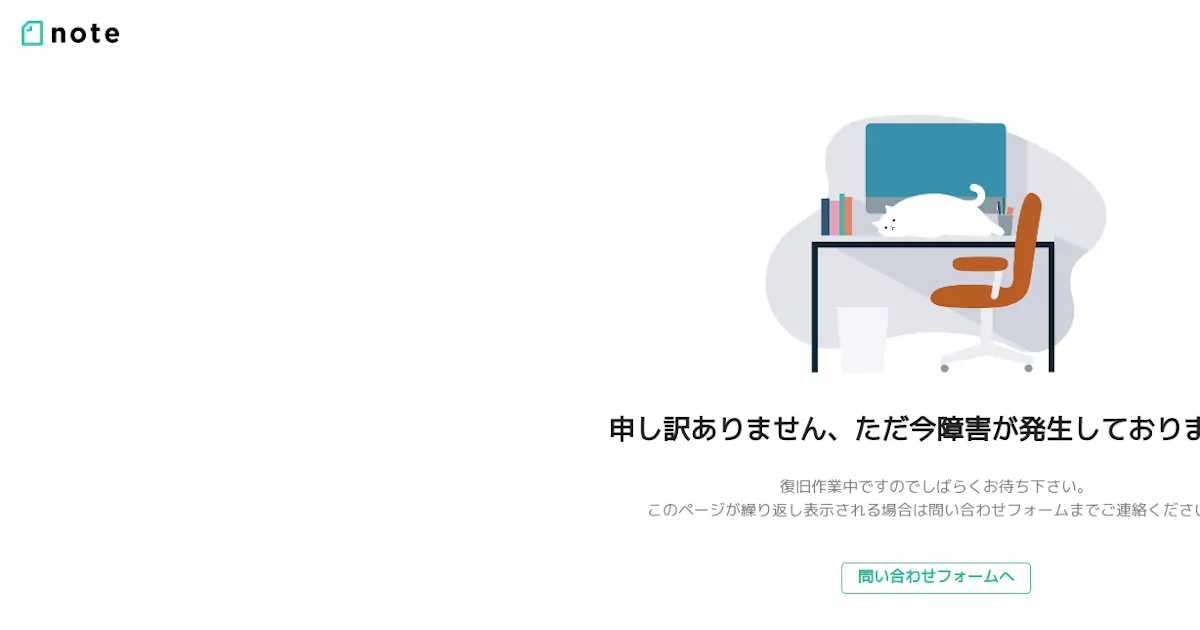 note
申し訳ありません、ただ今障害が発生しておりま
復旧作業中ですのでしばらくお待ち下さい。
このページが繰り返し表示される場合は問い合わせフォームまでご連絡くださ
問い合わせフォームへ